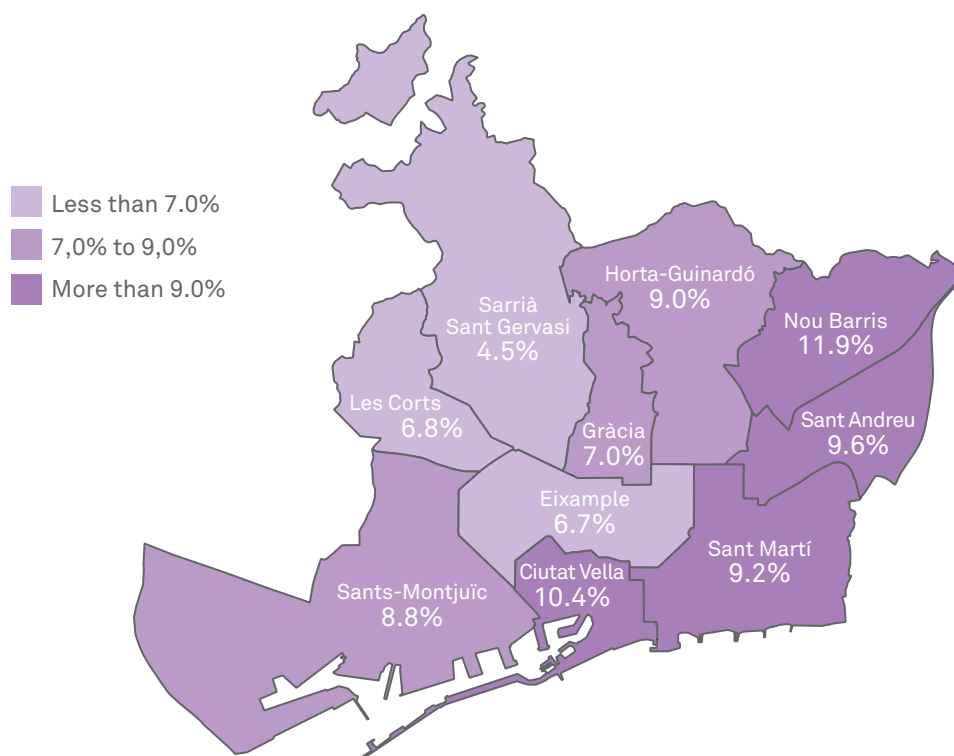 Less than 7.0%
7,0% to 9,0%
More than 9.0%
Horta-Guinardó
9.0%
Sarrià
Sant Gervasi
4.5%
Nou Barris
11.9%
Les Corts
6.8%
Gràcia
7.0%
Sant Andreu
9.6%
Eixample
6.7%
Sant Martí
9.2%
Ciutat Vella
10.4%
Sants-Montjuïc
8.8%